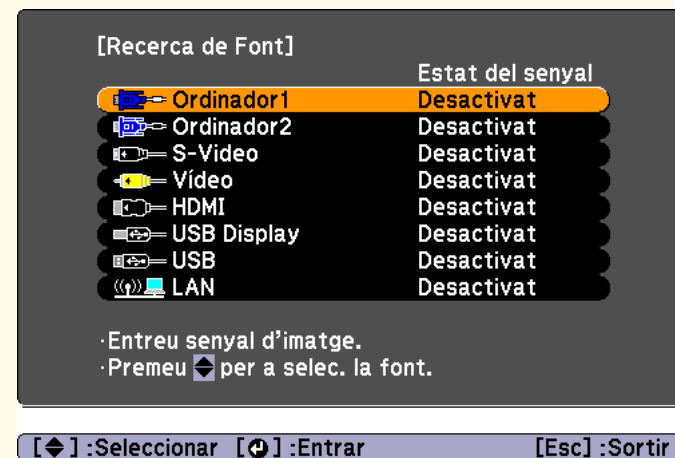 [Recerca de Font]
Estat del senyal
Ordinador1 Desactivat
Ordinador2 Desactivat
S-Video Desactivat
Vídeo Desactivat
HDMI Desactivat
USB Display Desactivat
USB Desactivat
LAN Desactivat
·Entreu senyal d'imatge.
·Premeu per a selec. la font.
[ ] :Seleccionar [ ] :Entrar [Esc] :Sortir